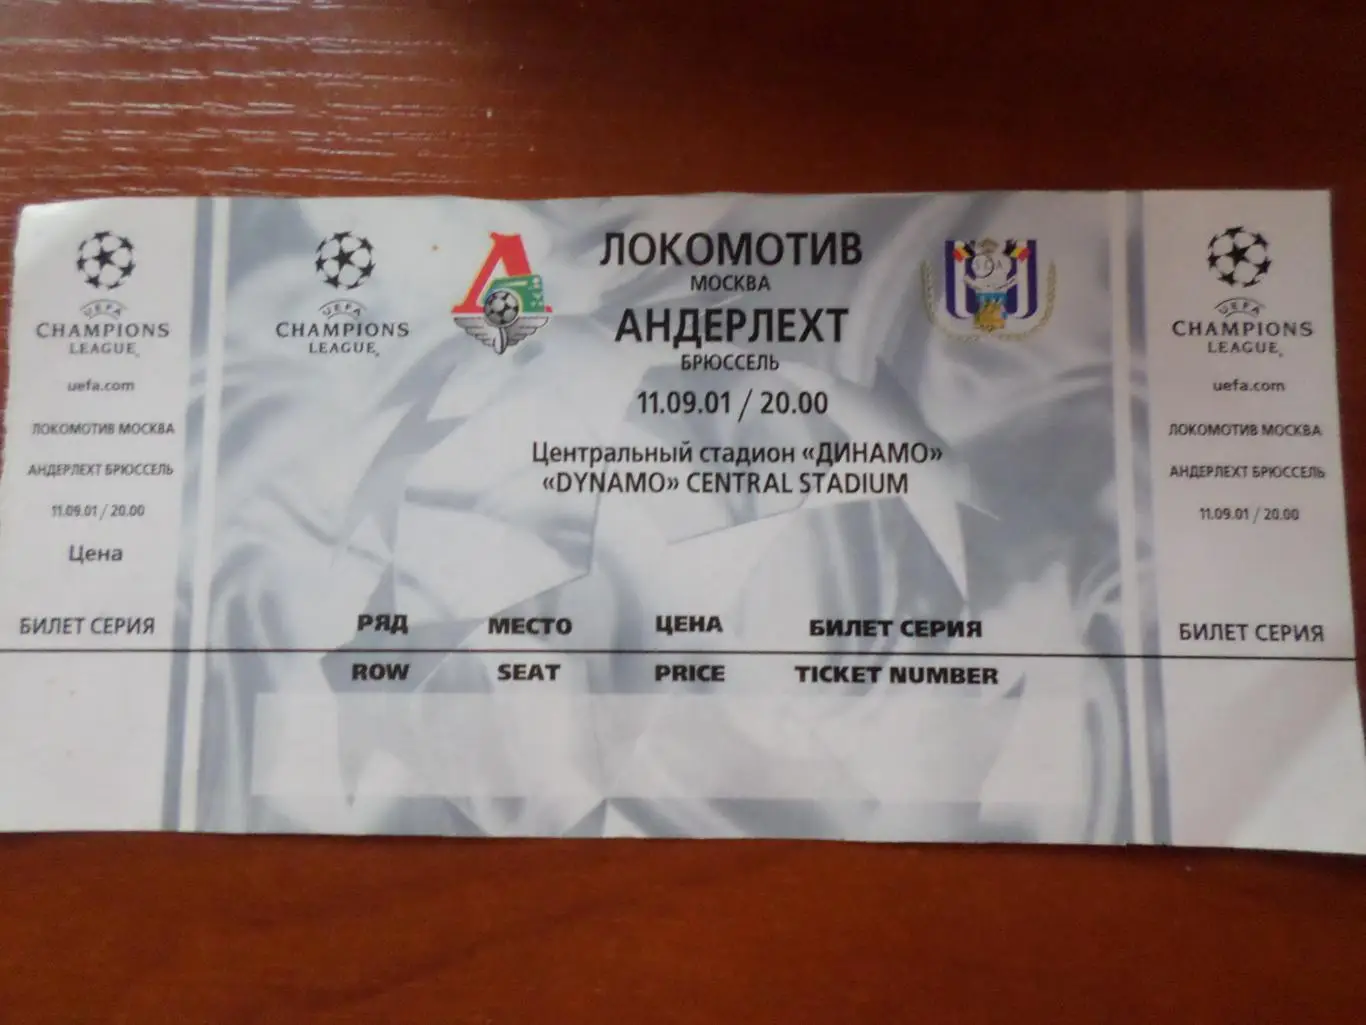 UEFA
CHAMPIONS
LEAGUE
uefa.com
ЛОКОМОТИВ МОСКВА
АНДЕРЛЕХТ БРЮССЕЛЬ
11.09.01 / 20.00
Цена
БИЛЕТ СЕРИЯ
UEFA
CHAMPIONS
LEAGUE
ЛОКОМОТИВ
МОСКВА
АНДЕРЛЕХТ
БРЮССЕЛЬ
11.09.01 / 20.00
Центральный стадион «ДИНАМО»
«DYNAMO» CENTRAL STADIUM
РЯД МЕСТО ЦЕНА БИЛЕТ СЕРИЯ
ROW SEAT PRICE TICKET NUMBER
UEFA
CHAMPIONS
LEAGUE
uefa.com
ЛОКОМОТИВ МОСКВА
АНДЕРЛЕХТ БРЮССЕЛЬ
11.09.01 / 20.00
БИЛЕТ СЕРИЯ